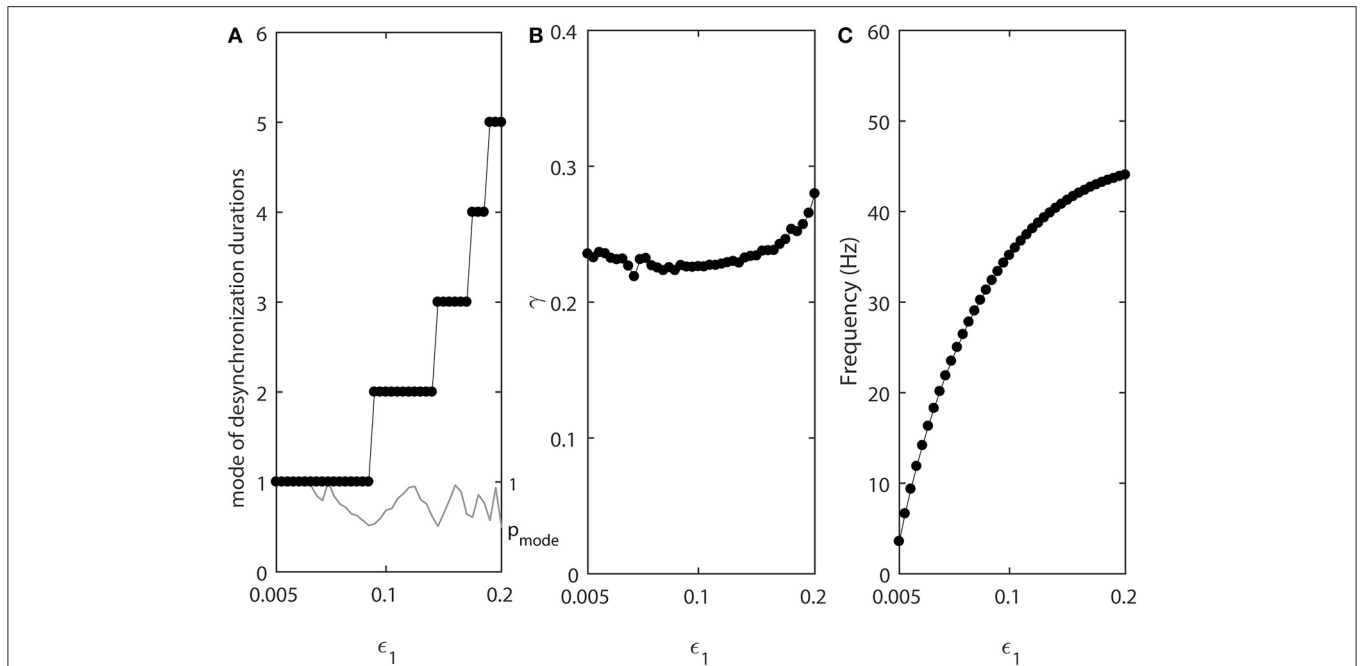 A
mode of desynchronization durations
6
5
4
3
2
1
0
1
p_mode
0.005
0.1
0.2
ϵ_1
B
γ
0.4
0.3
0.2
0.1
0
0.005
0.1
0.2
ϵ_1
C
Frequency (Hz)
60
50
40
30
20
10
0
0.005
0.1
0.2
ϵ_1